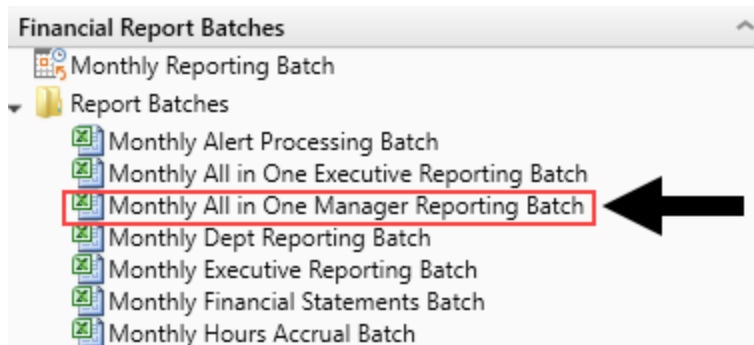 Financial Report Batches
Monthly Reporting Batch
Report Batches
Monthly Alert Processing Batch
Monthly All in One Executive Reporting Batch
Monthly All in One Manager Reporting Batch
Monthly Dept Reporting Batch
Monthly Executive Reporting Batch
Monthly Financial Statements Batch
Monthly Hours Accrual Batch